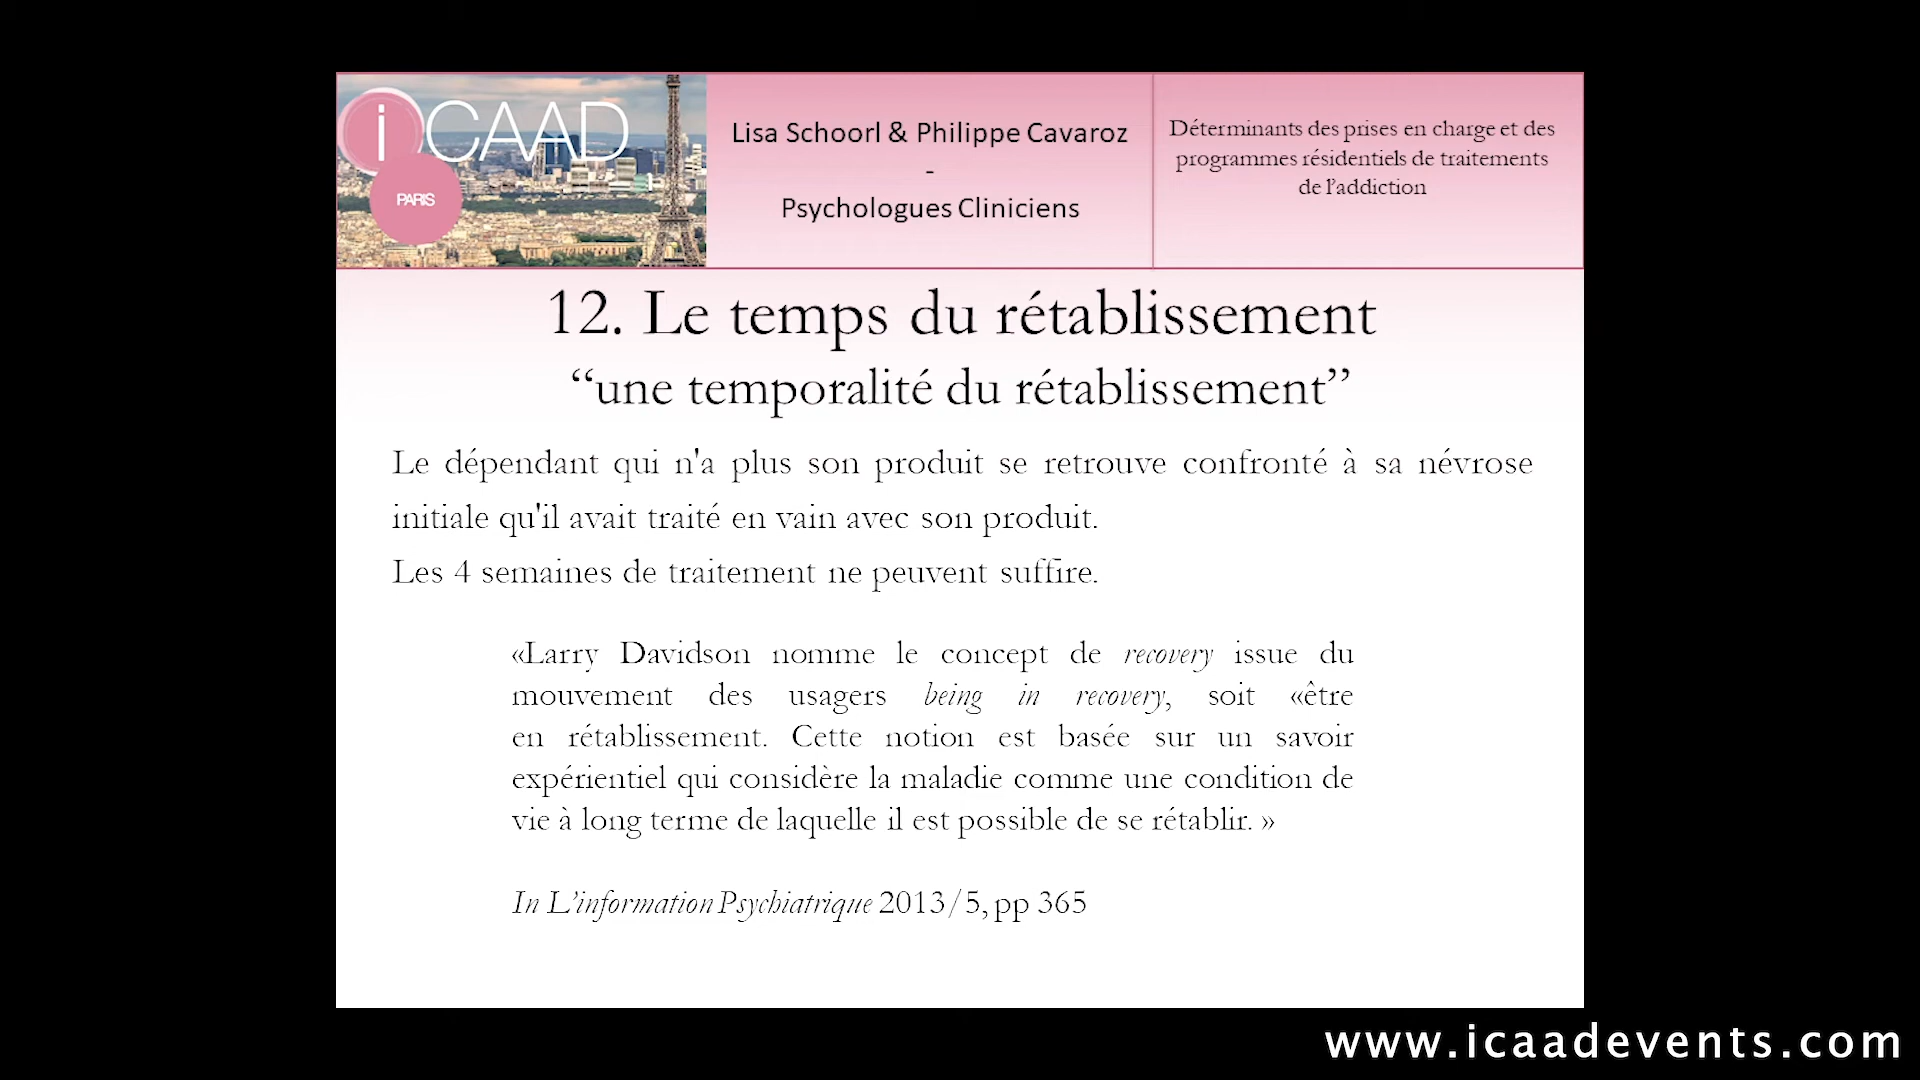 iCAAD
PARIS
Lisa Schoorl & Philippe Cavaroz
-
Psychologues Cliniciens
Déterminants des prises en charge et des
programmes résidentiels de traitements
de l’addiction
12. Le temps du rétablissement
“une temporalité du rétablissement”
Le dépendant qui n'a plus son produit se retrouve confronté à sa névrose
initiale qu'il avait traité en vain avec son produit.
Les 4 semaines de traitement ne peuvent suffire.
«Larry Davidson nomme le concept de recovery issue du
mouvement des usagers being in recovery, soit «être
en rétablissement. Cette notion est basée sur un savoir
expérientiel qui considère la maladie comme une condition de
vie à long terme de laquelle il est possible de se rétablir. »
In L’information Psychiatrique 2013/5, pp 365
www.icaadevents.com